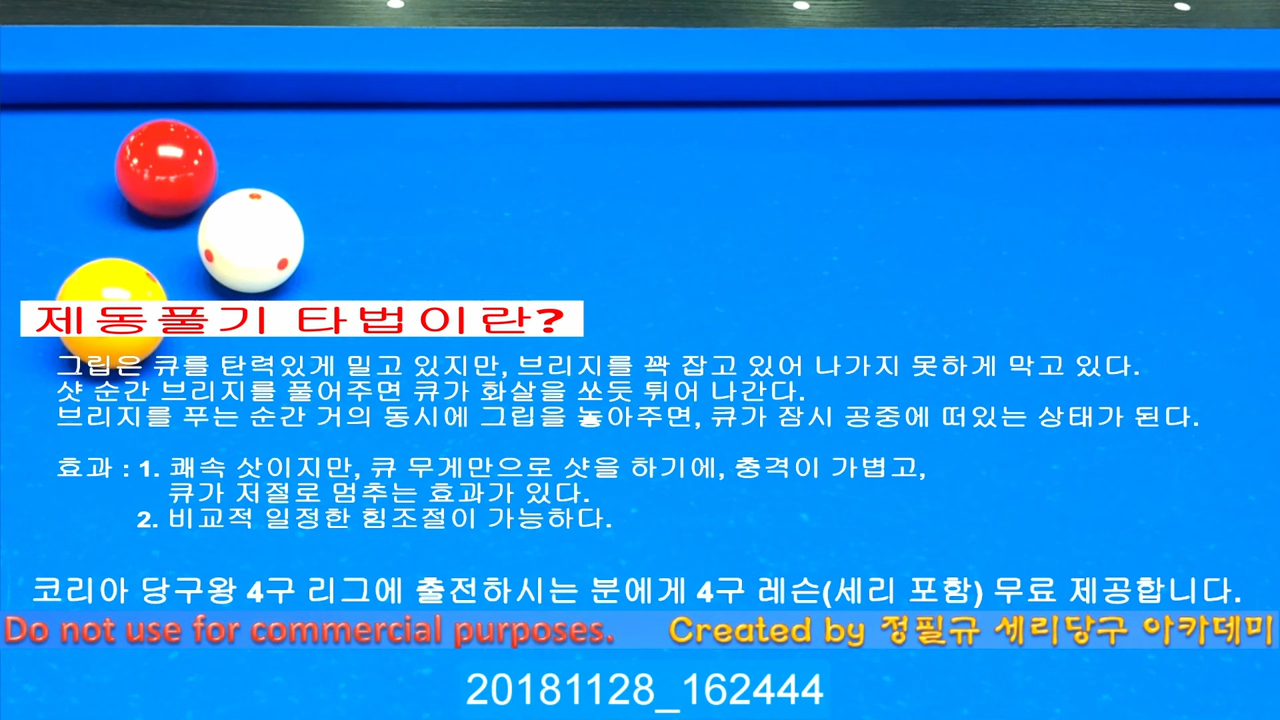 제동풀기 타법이란?
그립은 큐를 탄력있게 밀고 있지만, 브리지를 꽉 잡고 있어 나가지 못하게 막고 있다.
샷 순간 브리지를 풀어주면 큐가 화살을 쏘듯 튀어 나간다.
브리지를 푸는 순간 거의 동시에 그립을 놓아주면, 큐가 잠시 공중에 떠있는 상태가 된다.
효과 : 1. 쾌속 샷이지만, 큐 무게만으로 샷을 하기에, 충격이 가볍고,
큐가 저절로 멈추는 효과가 있다.
2. 비교적 일정한 힘조절이 가능하다.
코리아 당구왕 4구 리그에 출전하시는 분에게 4구 레슨(세리 포함) 무료 제공합니다.
Do not use for commercial purposes. Created by 정필규 세리당구 아카데미
20181128_162444